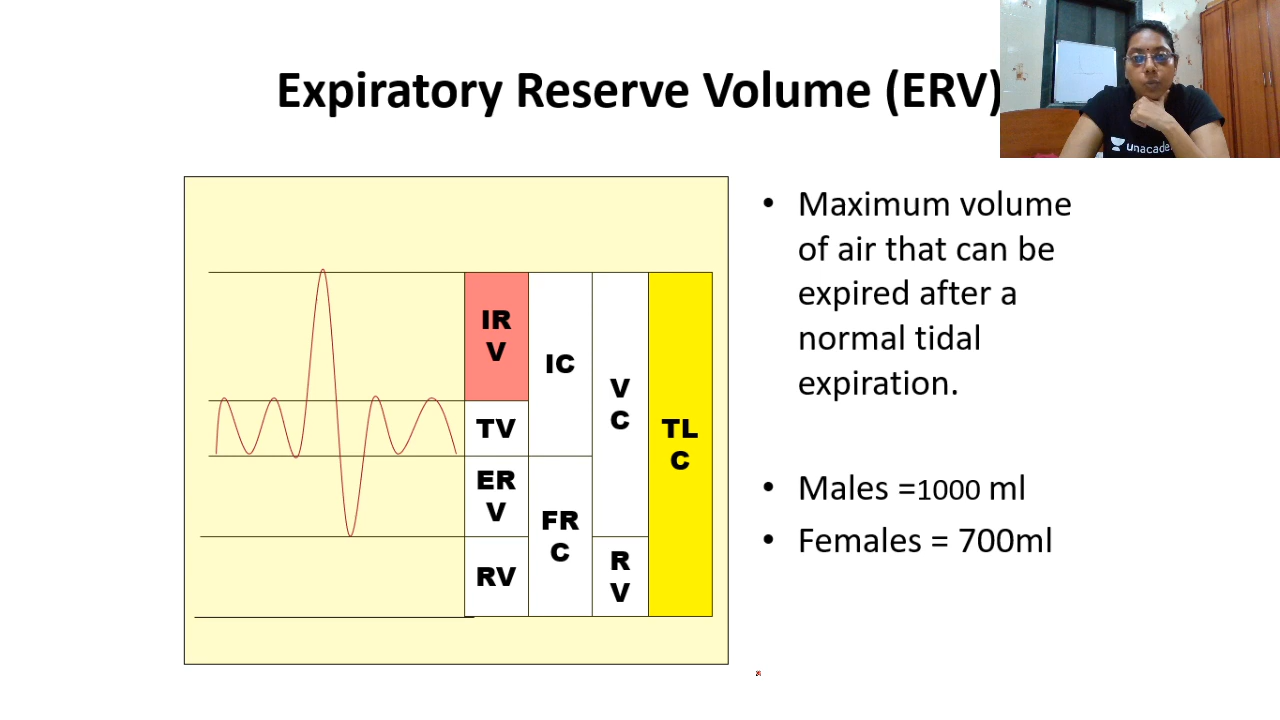 Expiratory Reserve Volume (ERV)
unacade
• Maximum volume
of air that can be
expired after a
normal tidal
expiration.
• Males =1000 ml
• Females = 700ml
IR
V
TV
ER
V
RV
IC
FR
C
V
C
R
V
TL
C